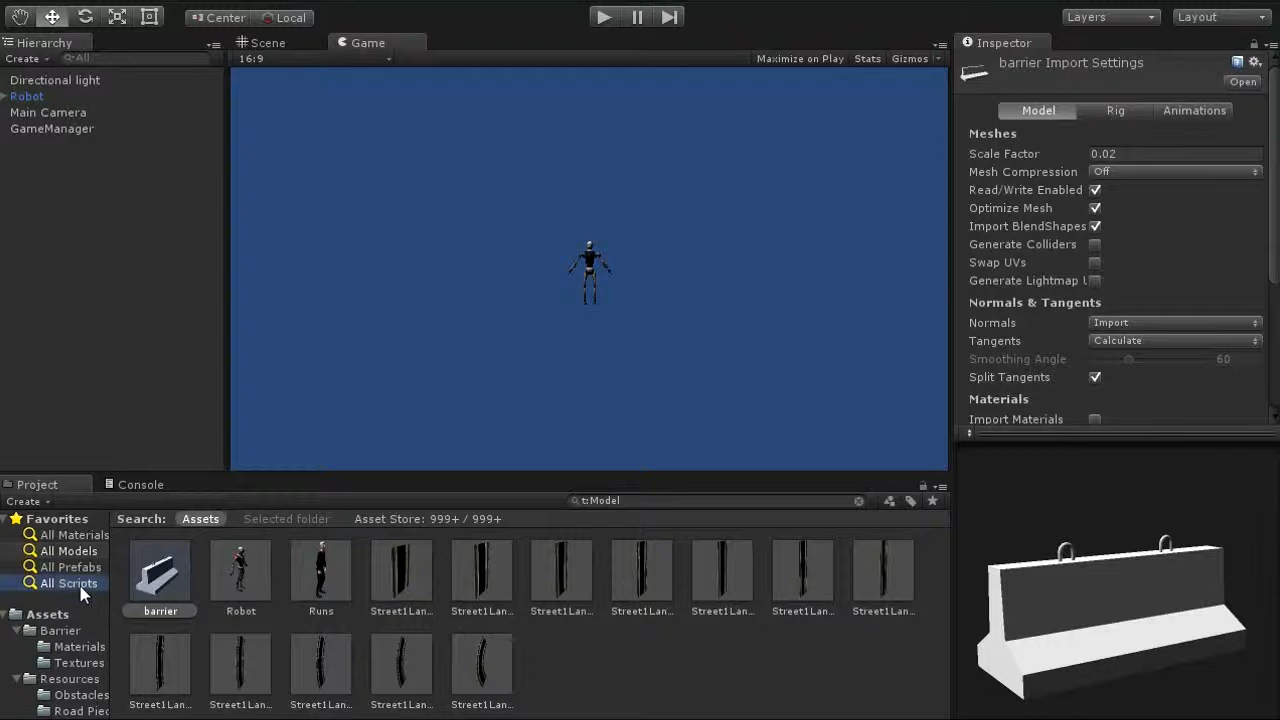 Center Local Layers Layout
Hierarchy Scene Game Inspector
Create All 16:9 Maximize on Play Stats Gizmos barrier Import Settings
Open
Directional light
Robot
Main Camera
GameManager
Model Rig Animations
Meshes
Scale Factor 0.02
Mesh Compression Off
Read/Write Enabled
Optimize Mesh
Import BlendShapes
Generate Colliders
Swap UVs
Generate Lightmap U
Normals & Tangents
Normals Import
Tangents Calculate
Smoothing Angle 60
Split Tangents
Materials
Import Materials
Project Console
Create t:Model
Favorites Search: Assets Selected folder Asset Store: 999+ / 999+
All Materials
All Models
All Prefabs
All Scripts
barrier Robot Runs Street1Lan... Street1Lan... Street1Lan... Street1Lan... Street1Lan... Street1Lan... Street1Lan...
Assets
Barrier
Materials
Textures
Resources
Obstacles
Road Piec
Street1Lan... Street1Lan... Street1Lan... Street1Lan... Street1Lan...